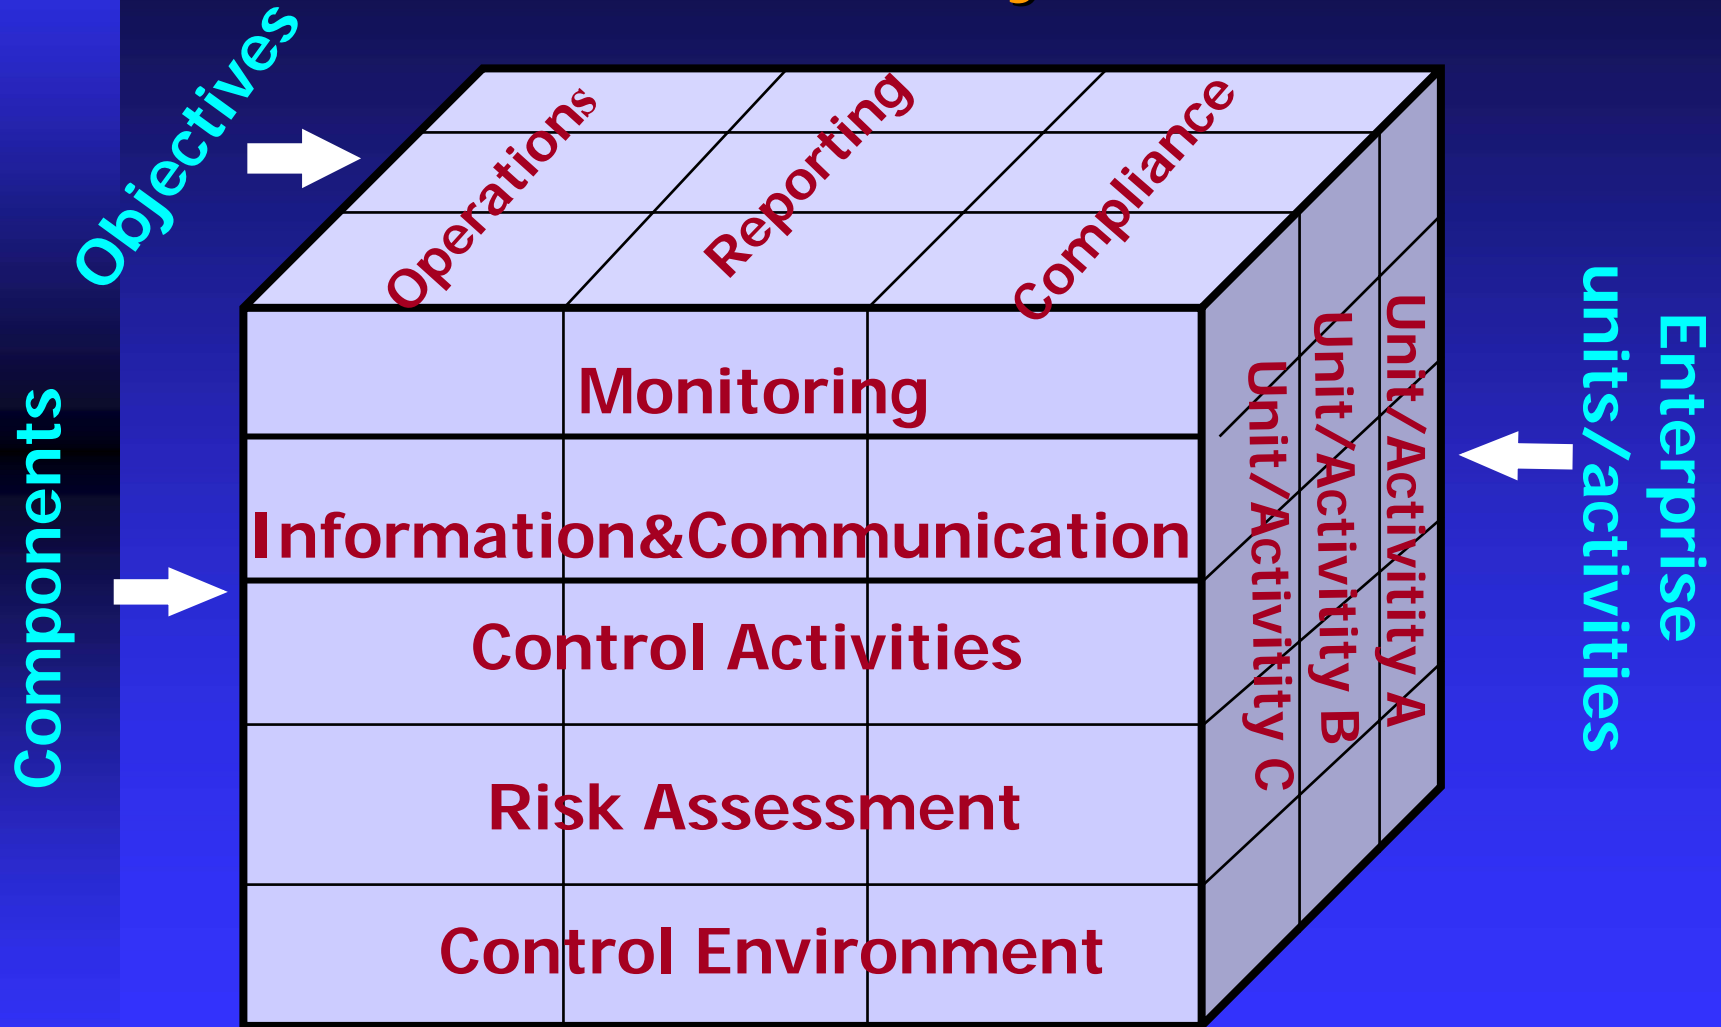 Objectives
Operations
Reporting
Compliance
Components
Monitoring
Information&Communication
Control Activities
Risk Assessment
Control Environment
Unit/Activitity C
Unit/Activitity B
Unit/Activitity A
Enterprise
units/activities